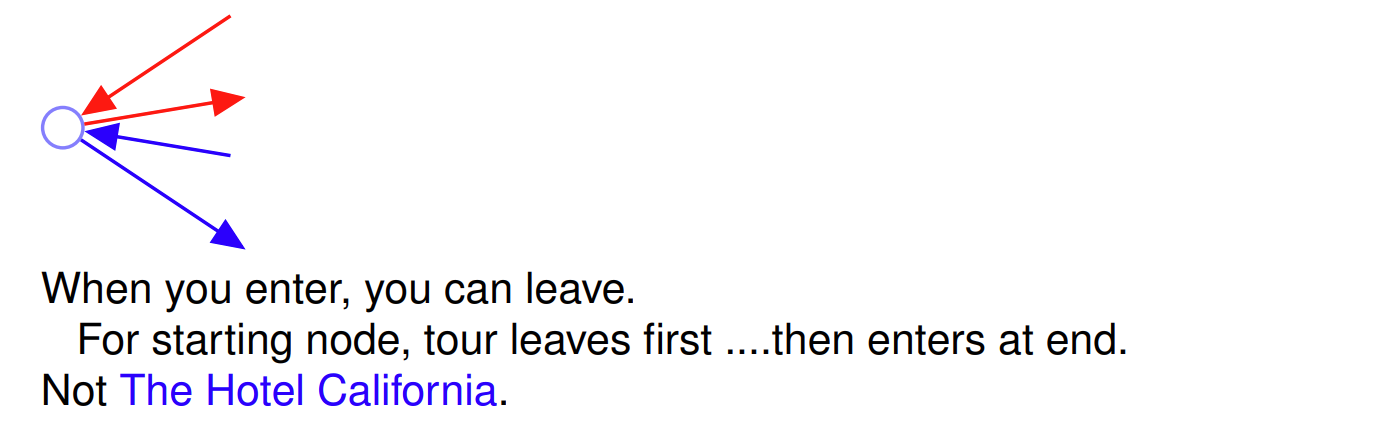 When you enter, you can leave.
For starting node, tour leaves first ....then enters at end.
Not The Hotel California.